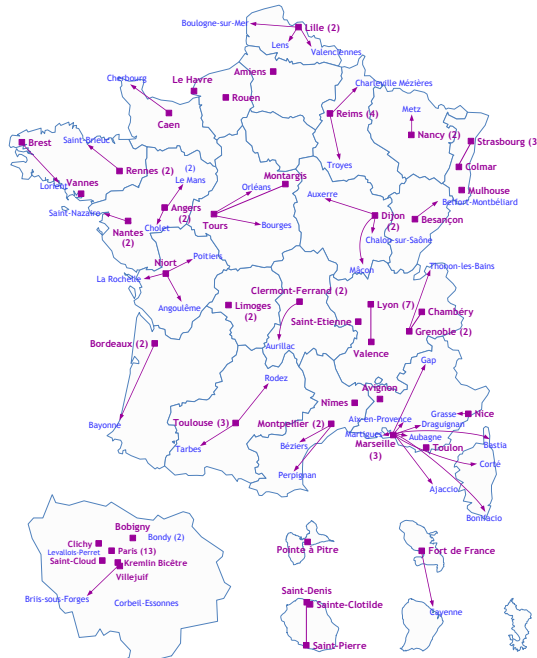 Boulogne-sur-Mer
Lille (2)
Lens
Valenciennes
Amiens
Cherbourg
Le Havre
Charleville Mézières
Rouen
Caen
Reims (4)
Metz
Nancy (2)
Strasbourg (3
Brest
Saint-Brieuc
Troyes
Colmar
Rennes (2)
(2)
Le Mans
Montargis
Orléans
Auxerre
Mulhouse
Lorient
Vannes
Belfort-Montbéliard
Saint-Nazaire
Angers
(2)
Dijon
(2)
Besançon
Nantes
(2)
Cholet
Tours
Bourges
Chalon-sur-Saône
Niort
Poitiers
Mâcon
Thonon-les-Bains
La Rochelle
Clermont-Ferrand (2)
Angoulême
Limoges
(2)
Lyon (7)
Chambéry
Saint-Etienne
Grenoble (2)
Bordeaux (2)
Aurillac
Valence
Gap
Rodez
Avignon
Nîmes
Grasse
Nice
Bayonne
Toulouse (3)
Montpellier (2)
Aix-en-Provence
Draguignan
Martigues
Aubagne
Marseille
(3)
Toulon
Bastia
Tarbes
Béziers
Corté
Perpignan
Ajaccio
Bonifacio
Bobigny
Bondy (2)
Clichy
Levallois-Perret
Paris (13)
Saint-Cloud
Kremlin Bicêtre
Villejuif
Briis-sous-Forges
Corbeil-Essonnes
Pointe à Pitre
Fort de France
Saint-Denis
Sainte-Clotilde
Cayenne
Saint-Pierre